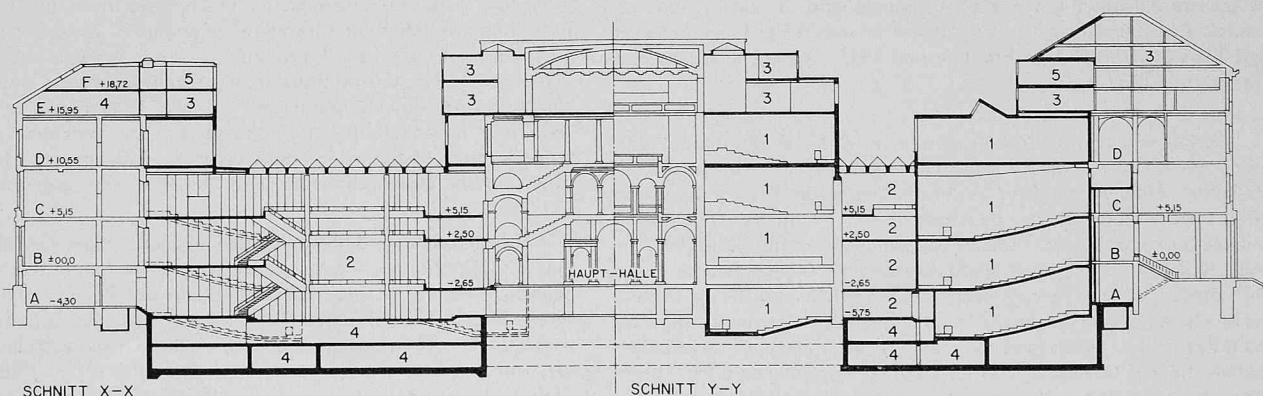 F +18,72
5
E +15,95
4
3
D +10,55
C +5,15
B ±00,0
A -4,30
2
+5,15
+2,50
-2,65
4
4
4
3
3
HAUPT-HALLE
3
3
1
1
1
1
2
+5,15
2
+2,50
2
-2,65
2
-5,75
4
4
4
1
1
1
1
3
5
3
D
C
+5,15
B
±0,00
A
SCHNITT X-X
SCHNITT Y-Y